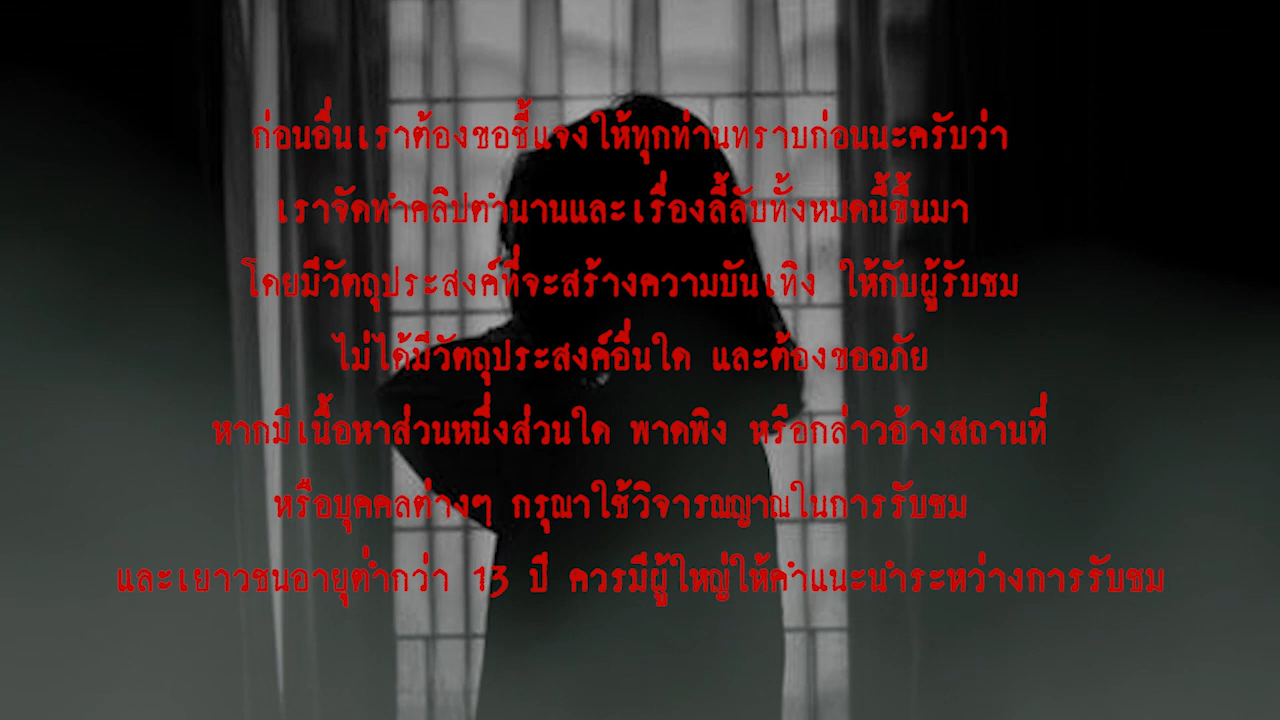 ก่อนอื่นเราต้องขอชี้แจงให้ทุกท่านทราบก่อนนะครับว่า
เราจัดทำคลิปตำนานและเรื่องลี้ลับทั้งหมดนี้ขึ้นมา
โดยมีวัตถุประสงค์ที่จะสร้างความบันเทิง ให้กับผู้รับชม
ไม่ได้มีวัตถุประสงค์อื่นใด และต้องขออภัย
หากมีเนื้อหาส่วนหนึ่งส่วนใด พาดพิง หรือกล่าวอ้างสถานที่
หรือบุคคลต่างๆ กรุณาใช้วิจารณญาณในการรับชม
และเยาวชนอายุต่ำกว่า 13 ปี ควรมีผู้ใหญ่ให้คำแนะนำระหว่างการรับชม